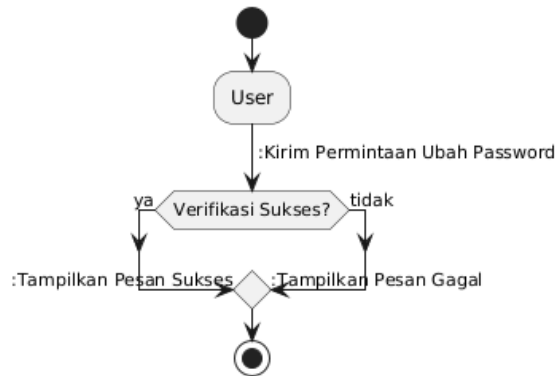 User
:Kirim Permintaan Ubah Password
ya
Verifikasi Sukses?
tidak
:Tampilkan Pesan Sukses
:Tampilkan Pesan Gagal